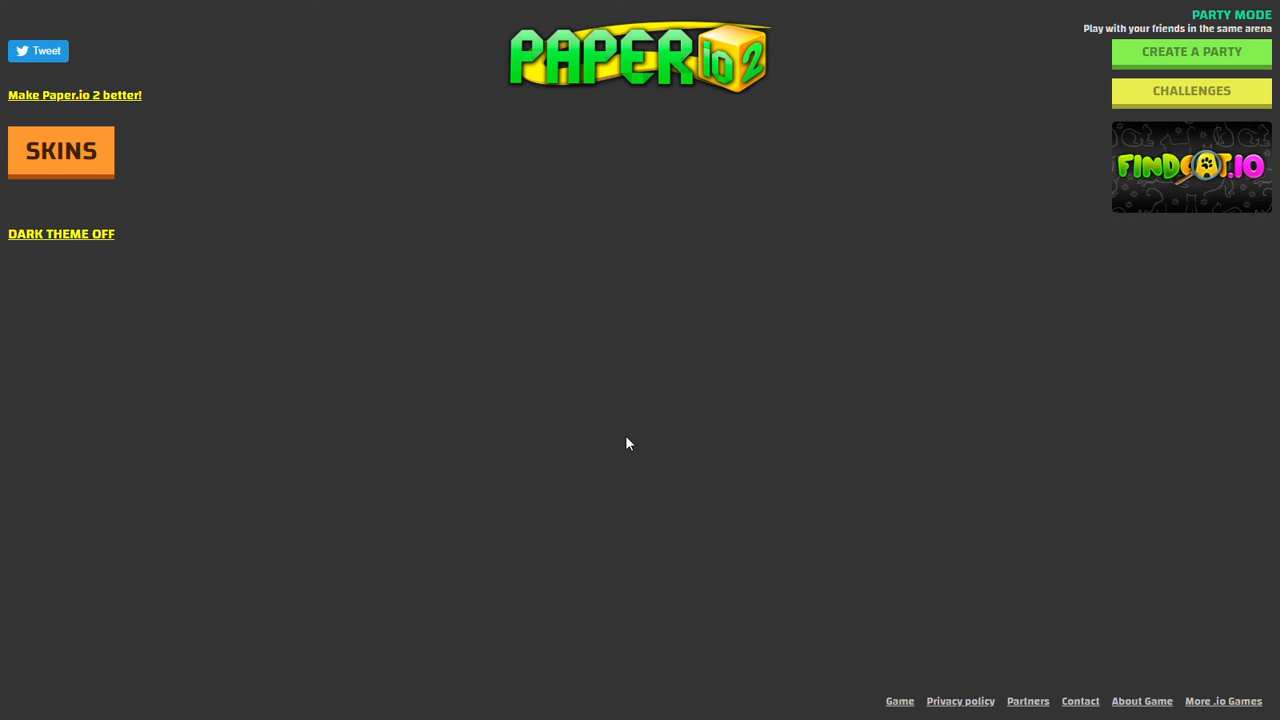 PARTY MODE
Play with your friends in the same arena
Tweet
PAPER io 2
CREATE A PARTY
Make Paper.io 2 better!
CHALLENGES
SKINS
FINDCAT.IO
DARK THEME OFF
Game Privacy policy Partners Contact About Game More .io Games